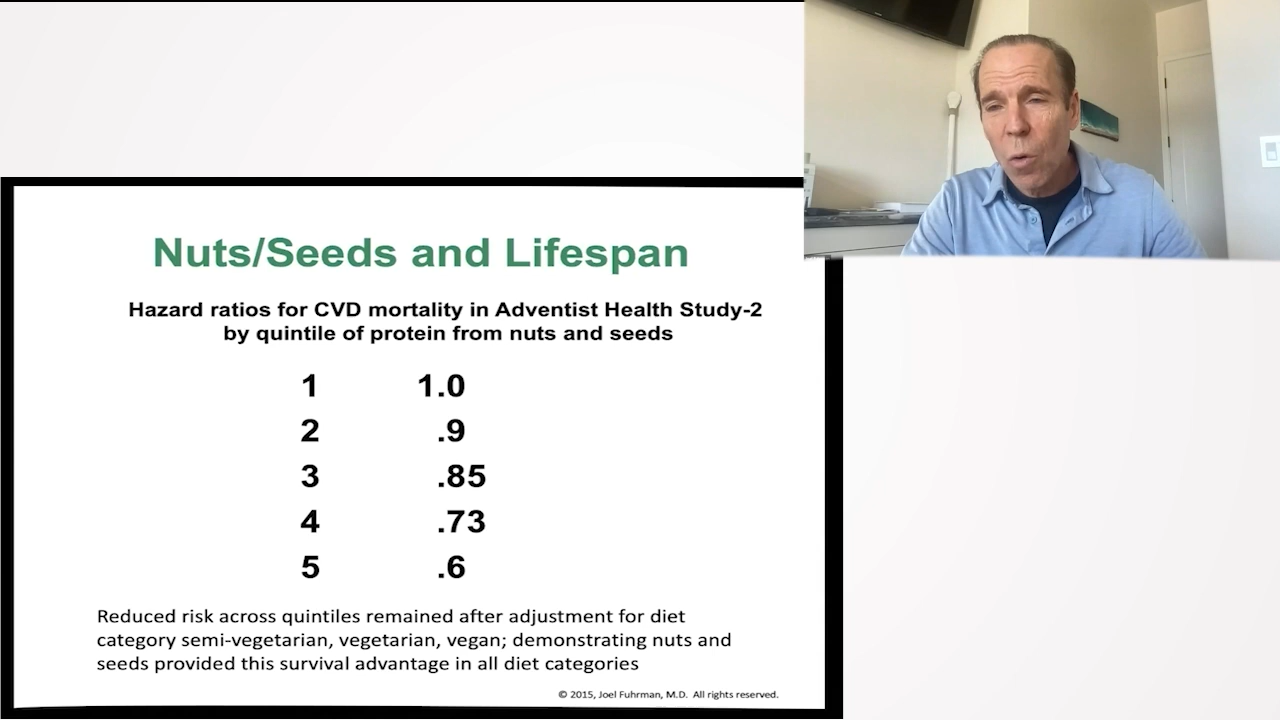 Nuts/Seeds and Lifespan
Hazard ratios for CVD mortality in Adventist Health Study-2
by quintile of protein from nuts and seeds
1 1.0
2 .9
3 .85
4 .73
5 .6
Reduced risk across quintiles remained after adjustment for diet
category semi-vegetarian, vegetarian, vegan; demonstrating nuts and
seeds provided this survival advantage in all diet categories
© 2015, Joel Fuhrman, M.D. All rights reserved.